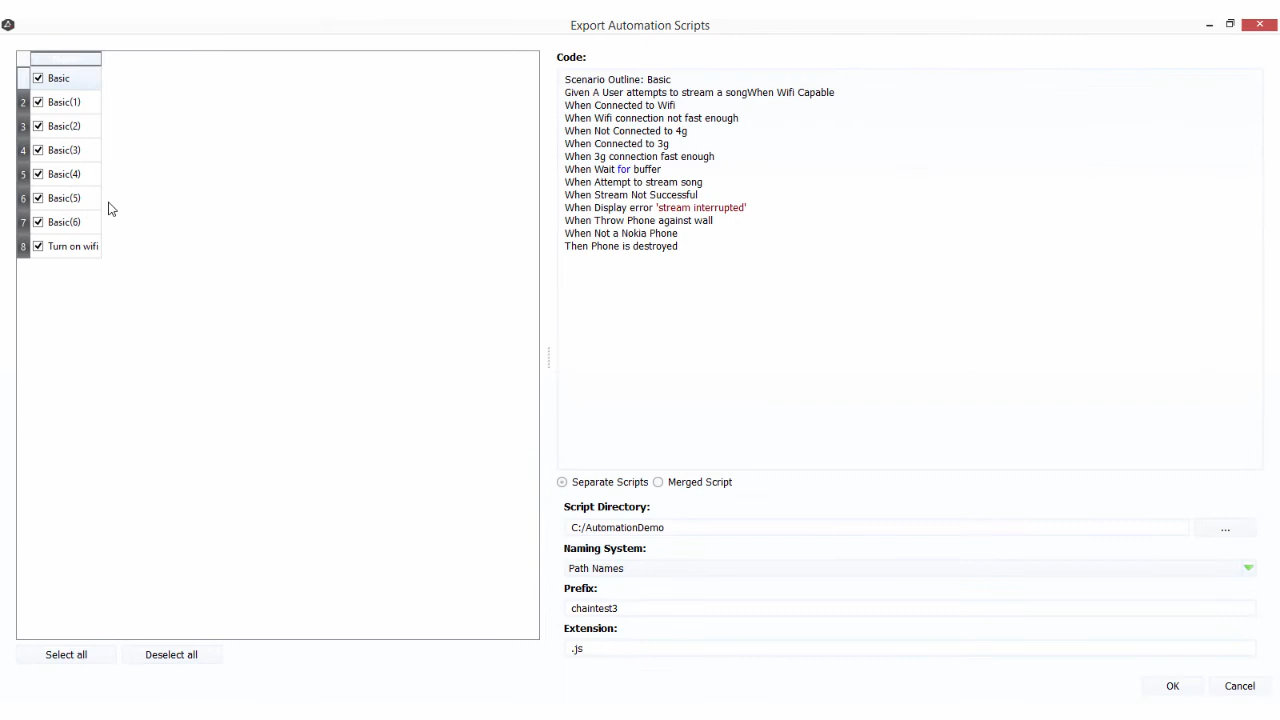 Export Automation Scripts
Basic
2 Basic(1)
3 Basic(2)
4 Basic(3)
5 Basic(4)
6 Basic(5)
7 Basic(6)
8 Turn on wifi
Select all Deselect all
Code:
Scenario Outline: Basic
Given A User attempts to stream a songWhen Wifi Capable
When Connected to Wifi
When Wifi connection not fast enough
When Not Connected to 4g
When Connected to 3g
When 3g connection fast enough
When Wait for buffer
When Attempt to stream song
When Stream Not Successful
When Display error 'stream interrupted'
When Throw Phone against wall
When Not a Nokia Phone
Then Phone is destroyed
Separate Scripts Merged Script
Script Directory:
C:/AutomationDemo ...
Naming System:
Path Names
Prefix:
chaintest3
Extension:
.js
OK Cancel